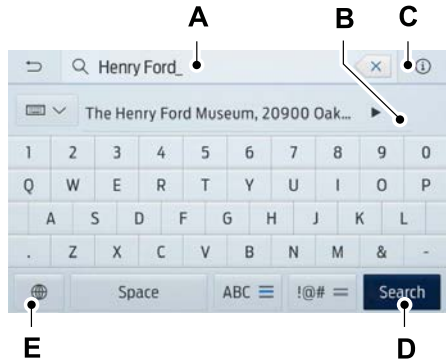 A
B
C
Henry Ford_
The Henry Ford Museum, 20900 Oak...
1 2 3 4 5 6 7 8 9 0
Q W E R T Y U I O P
A S D F G H J K L
. Z X C V B N M & -
Space ABC !@# Search
E
D